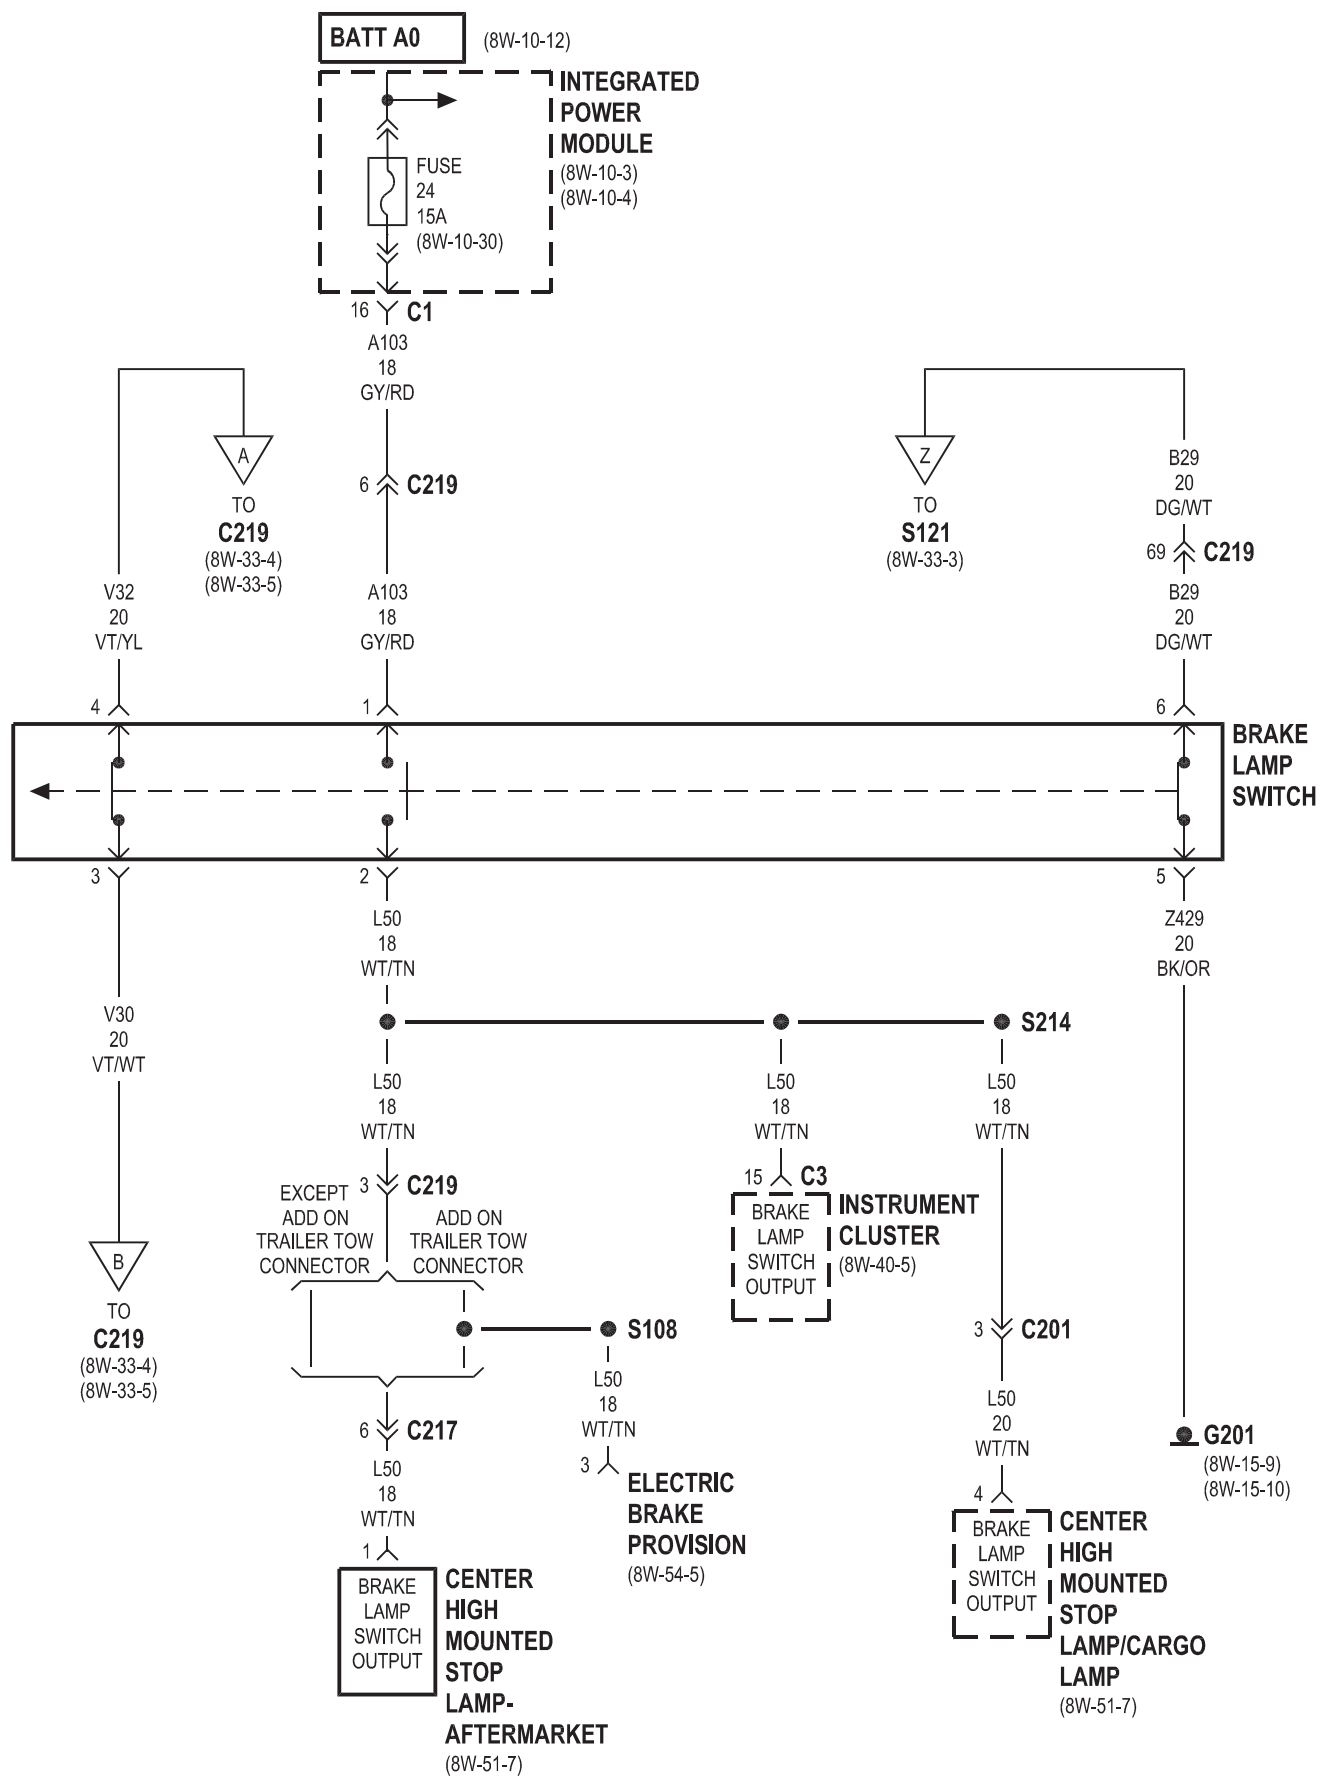 BATT A0
(8W-10-12)
INTEGRATED
POWER
MODULE
(8W-10-3)
(8W-10-4)
FUSE
24
15A
(8W-10-30)
16
C1
A103
18
GY/RD
A
TO
C219
(8W-33-4)
(8W-33-5)
6
C219
Z
TO
S121
(8W-33-3)
B29
20
DG/WT
69
C219
V32
20
VT/YL
A103
18
GY/RD
B29
20
DG/WT
4
1
6
BRAKE
LAMP
SWITCH
3
2
5
L50
18
WT/TN
Z429
20
BK/OR
V30
20
VT/WT
S214
L50
18
WT/TN
L50
18
WT/TN
L50
18
WT/TN
3
C219
EXCEPT
ADD ON
TRAILER TOW
CONNECTOR
ADD ON
TRAILER TOW
CONNECTOR
15
C3
BRAKE
LAMP
SWITCH
OUTPUT
INSTRUMENT
CLUSTER
(8W-40-5)
B
TO
C219
(8W-33-4)
(8W-33-5)
S108
3
C201
L50
18
WT/TN
L50
20
WT/TN
6
C217
G201
(8W-15-9)
(8W-15-10)
L50
18
WT/TN
3
ELECTRIC
BRAKE
PROVISION
(8W-54-5)
4
BRAKE
LAMP
SWITCH
OUTPUT
CENTER
HIGH
MOUNTED
STOP
LAMP/CARGO
LAMP
(8W-51-7)
1
BRAKE
LAMP
SWITCH
OUTPUT
CENTER
HIGH
MOUNTED
STOP
LAMP-
AFTERMARKET
(8W-51-7)